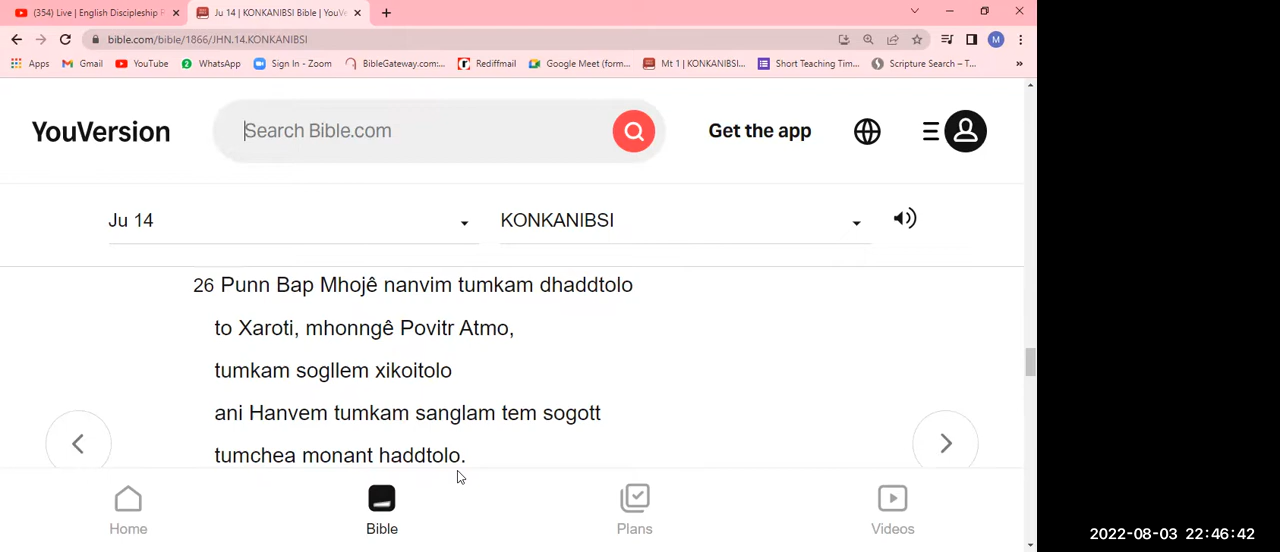 (354) Live | English Discipleship P
Ju 14 | KONKANIBSI Bible | YouVe
bible.com/bible/1866/JHN.14.KONKANIBSI
M
Apps Gmail YouTube WhatsApp Sign In - Zoom BibleGateway.com:... Rediffmail Google Meet (form... Mt 1 | KONKANIBSI... Short Teaching Tim... Scripture Search – T... »
YouVersion Search Bible.com Get the app
Ju 14 KONKANIBSI
26 Punn Bap Mhojê nanvim tumkam dhaddtolo
to Xaroti, mhonngê Povitr Atmo,
tumkam sogllem xikoitolo
ani Hanvem tumkam sanglam tem sogott
tumchea monant haddtolo.
Home Bible Plans Videos
2022-08-03 22:46:42